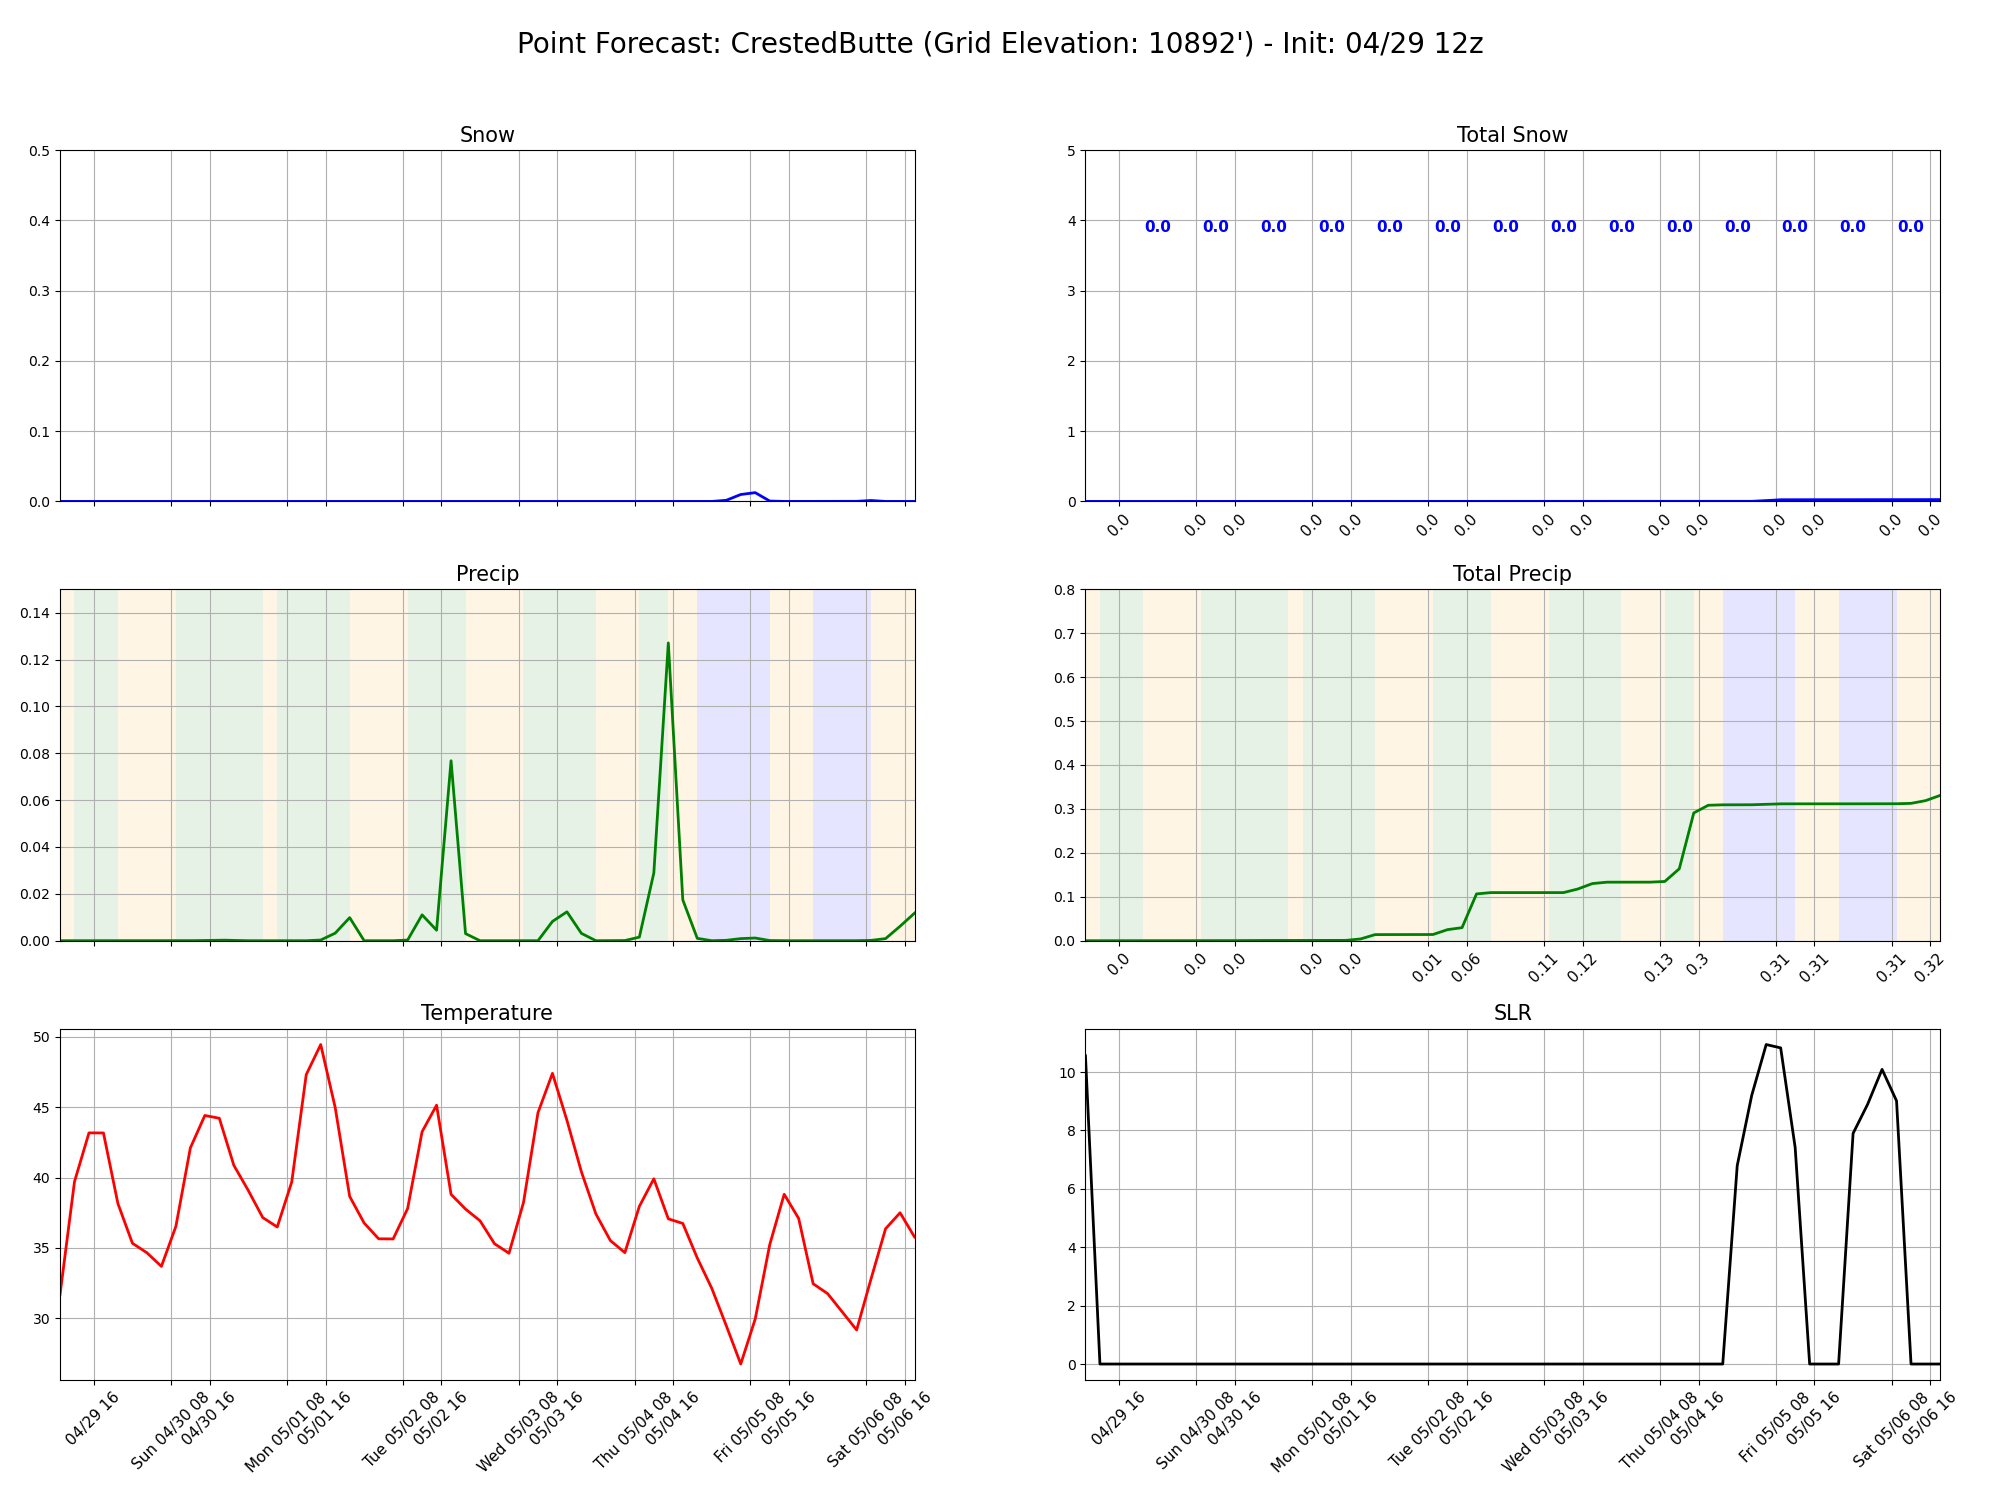 Point Forecast: CrestedButte (Grid Elevation: 10892') - Init: 04/29 12z
Snow
0.5
0.4
0.3
0.2
0.1
0.0
Total Snow
5
4
3
2
1
0
0.0 0.0 0.0 0.0 0.0 0.0 0.0 0.0 0.0 0.0 0.0 0.0 0.0 0.0
0.0 0.0 0.0 0.0 0.0 0.0 0.0 0.0 0.0 0.0 0.0 0.0 0.0 0.0 0.0
Precip
0.14
0.12
0.10
0.08
0.06
0.04
0.02
0.00
Total Precip
0.8
0.7
0.6
0.5
0.4
0.3
0.2
0.1
0.0
0.0 0.0 0.0 0.0 0.0 0.01 0.06 0.11 0.12 0.13 0.3 0.31 0.31 0.31 0.32
Temperature
50
45
40
35
30
04/29 16
Sun 04/30 08
04/30 16
Mon 05/01 08
05/01 16
Tue 05/02 08
05/02 16
Wed 05/03 08
05/03 16
Thu 05/04 08
05/04 16
Fri 05/05 08
05/05 16
Sat 05/06 08
05/06 16
SLR
10
8
6
4
2
0
04/29 16
Sun 04/30 08
04/30 16
Mon 05/01 08
05/01 16
Tue 05/02 08
05/02 16
Wed 05/03 08
05/03 16
Thu 05/04 08
05/04 16
Fri 05/05 08
05/05 16
Sat 05/06 08
05/06 16